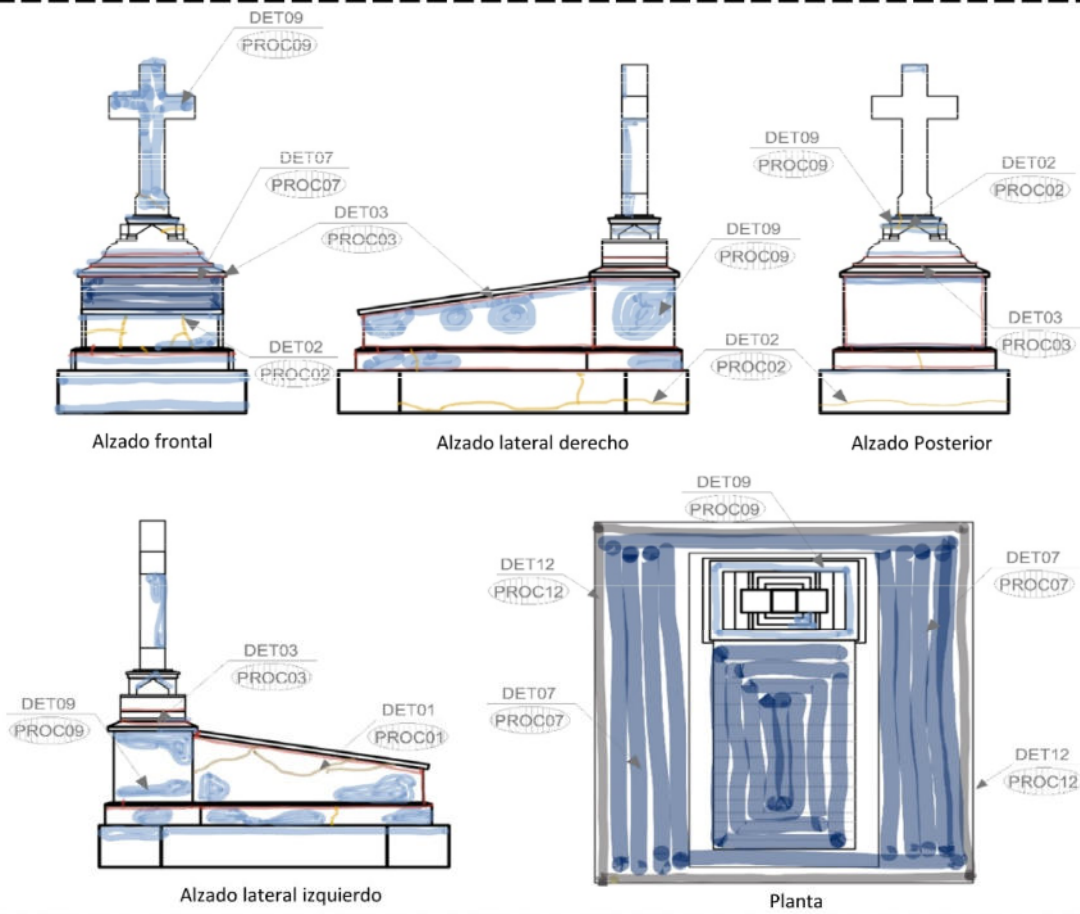 DET09
PROC09
DET07
PROC07
DET03
PROC03
DET02
PROC02
Alzado frontal
DET09
PROC09
DET02
PROC02
Alzado lateral derecho
DET09
PROC09
DET02
PROC02
DET03
PROC03
Alzado Posterior
DET03
PROC03
DET09
PROC09
DET01
PROC01
Alzado lateral izquierdo
DET09
PROC09
DET12
PROC12
DET07
PROC07
DET07
PROC07
DET12
PROC12
Planta